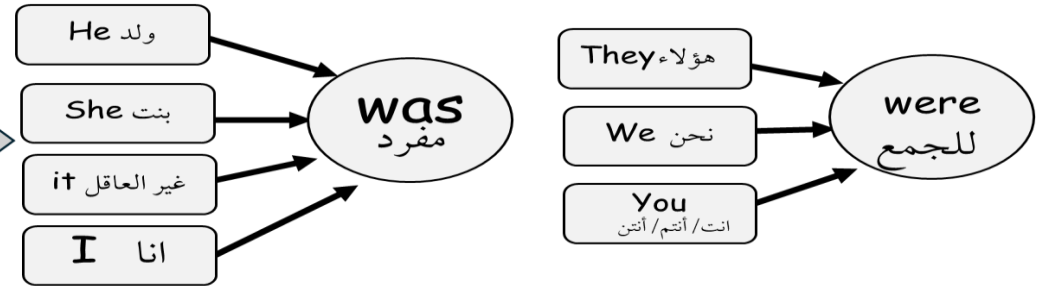 He ولد
She بنت
it غير العاقل
I انا
was
مفرد
They هؤلاء
We نحن
You
انت/ أنتم/ أنتن
were
للجمع